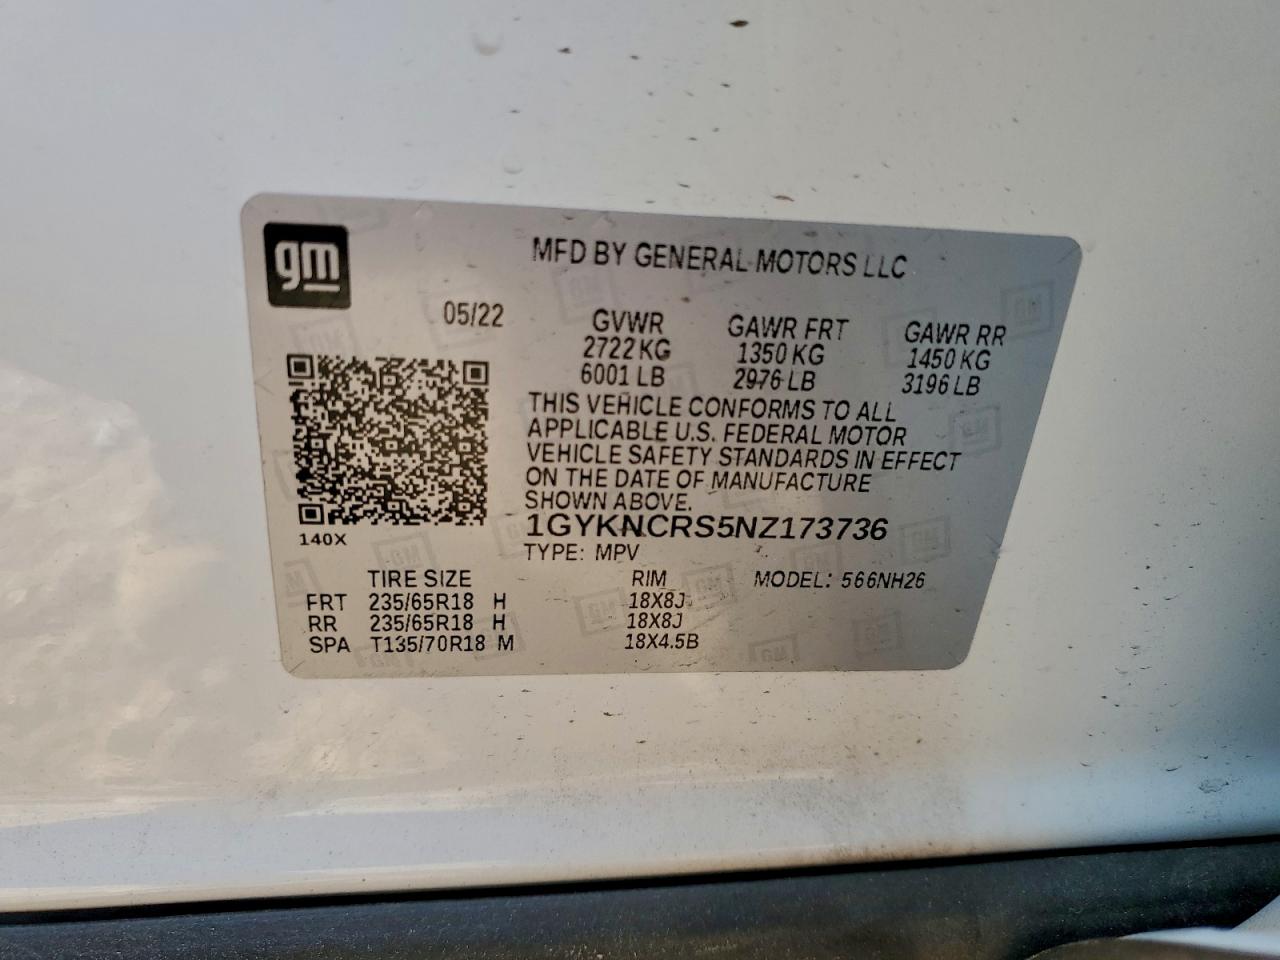 gm
MFD BY GENERAL MOTORS LLC
05/22 GVWR GAWR FRT GAWR RR
2722 KG 1350 KG 1450 KG
6001 LB 2976 LB 3196 LB
THIS VEHICLE CONFORMS TO ALL
APPLICABLE U.S. FEDERAL MOTOR
VEHICLE SAFETY STANDARDS IN EFFECT
ON THE DATE OF MANUFACTURE
SHOWN ABOVE.
1GYKNCRS5NZ173736
140X
TYPE: MPV
TIRE SIZE RIM MODEL: 566NH26
FRT 235/65R18 H 18X8J
RR 235/65R18 H 18X8J
SPA T135/70R18 M 18X4.5B